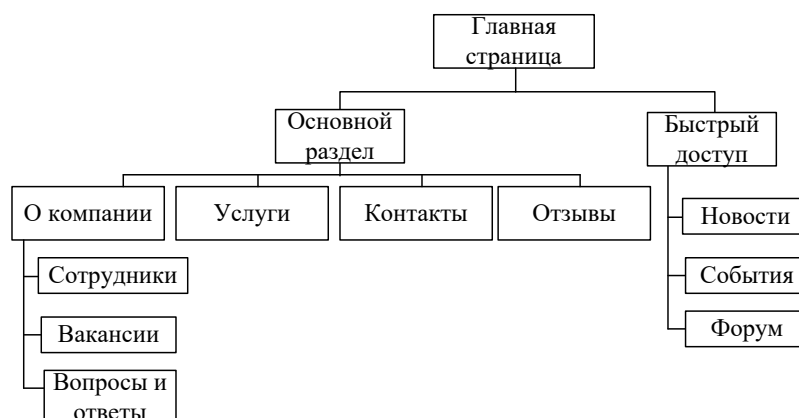 Главная
страница
Основной
раздел
Быстрый
доступ
О компании
Услуги
Контакты
Отзывы
Новости
Сотрудники
События
Вакансии
Форум
Вопросы и
ответы